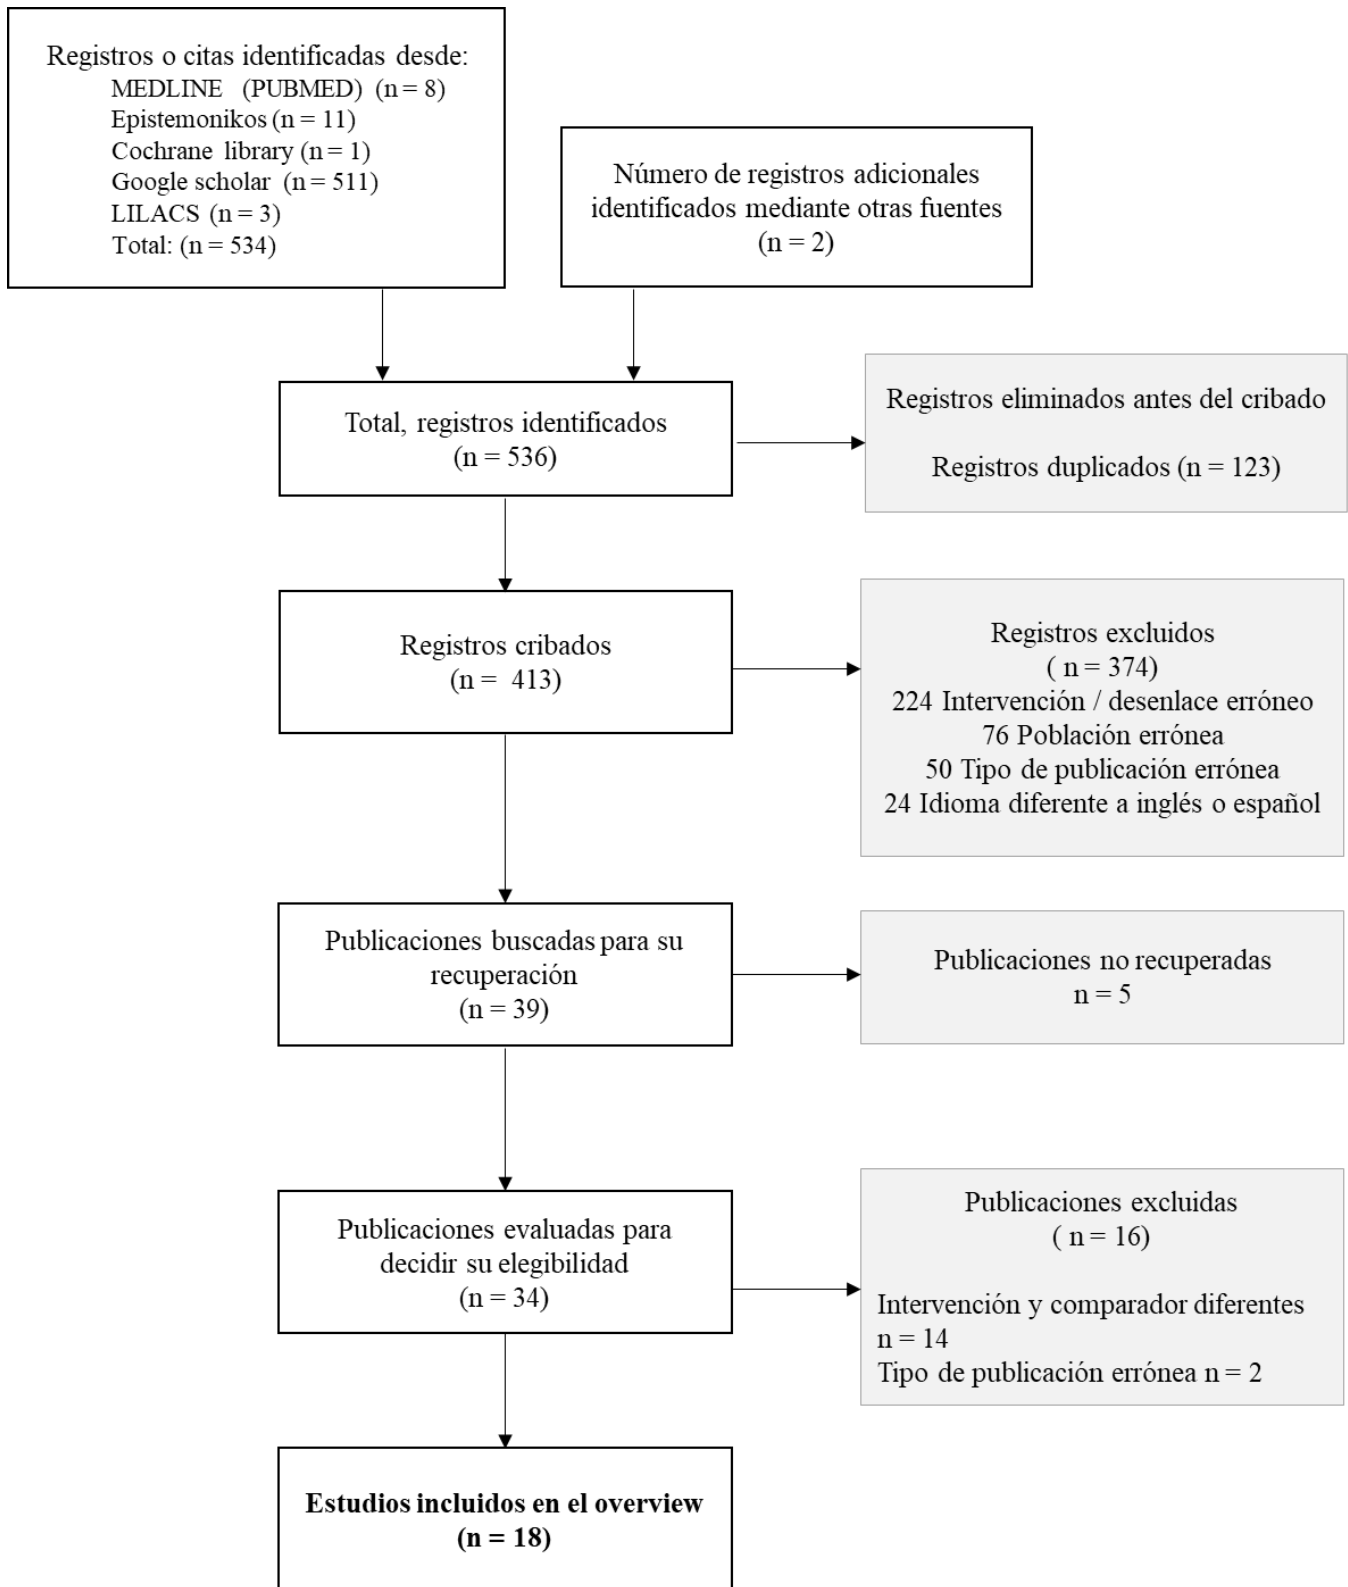 Registros o citas identificadas desde:
MEDLINE (PUBMED) (n = 8)
Epistemonikos (n = 11)
Cochrane library (n = 1)
Google scholar (n = 511)
LILACS (n = 3)
Total: (n = 534)
Número de registros adicionales
identificados mediante otras fuentes
(n = 2)
Total, registros identificados
(n = 536)
Registros eliminados antes del cribado
Registros duplicados (n = 123)
Registros cribados
(n = 413)
Registros excluidos
( n = 374)
224 Intervención / desenlace erróneo
76 Población errónea
50 Tipo de publicación errónea
24 Idioma diferente a inglés o español
Publicaciones buscadas para su
recuperación
(n = 39)
Publicaciones no recuperadas
n = 5
Publicaciones evaluadas para
decidir su elegibilidad
(n = 34)
Publicaciones excluidas
( n = 16)
Intervención y comparador diferentes
n = 14
Tipo de publicación errónea n = 2
Estudios incluidos en el overview
(n = 18)